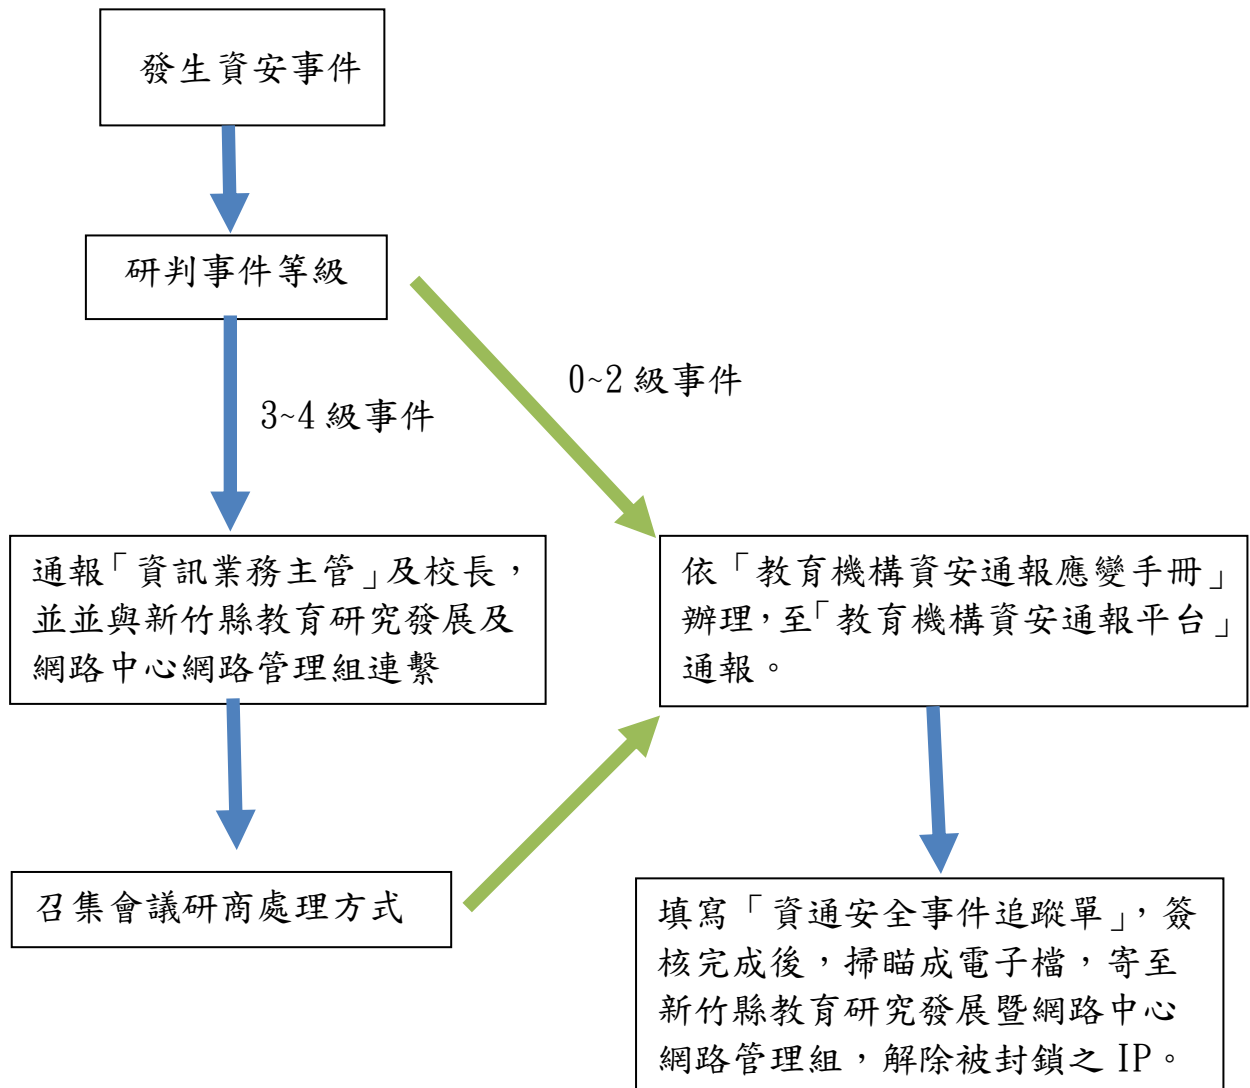 發生資安事件
研判事件等級
0~2 級事件
3~4 級事件
通報「資訊業務主管」及校長，
並並與新竹縣教育研究發展及
網路中心網路管理組連繫
依「教育機構資安通報應變手冊」
辦理，至「教育機構資安通報平台」
通報。
召集會議研商處理方式
填寫「資通安全事件追蹤單」，簽
核完成後，掃瞄成電子檔，寄至
新竹縣教育研究發展暨網路中心
網路管理組，解除被封鎖之 IP。